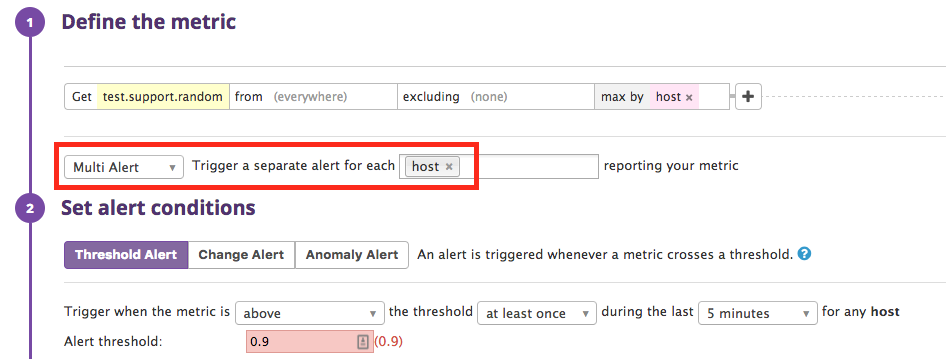 1 Define the metric
Get test.support.random from (everywhere) excluding (none) max by host × +
Multi Alert ▼ Trigger a separate alert for each host × reporting your metric
2 Set alert conditions
Threshold Alert Change Alert Anomaly Alert An alert is triggered whenever a metric crosses a threshold. ?
Trigger when the metric is above ▼ the threshold at least once ▼ during the last 5 minutes ▼ for any host
Alert threshold: 0.9 (0.9)